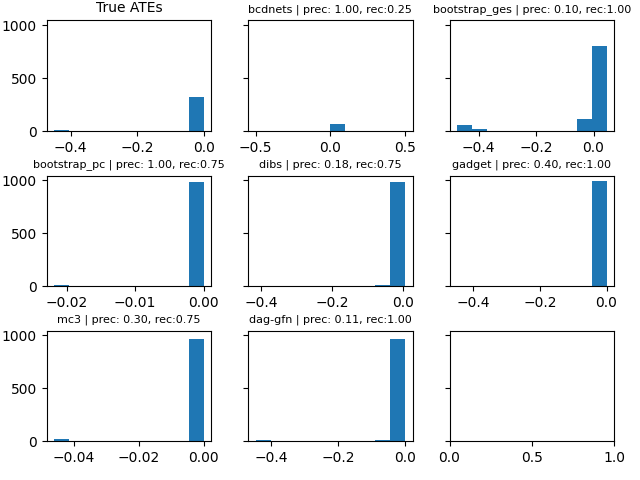 True ATEs
bcdnets | prec: 1.00, rec:0.25
bootstrap_ges | prec: 0.10, rec:1.00
1000
500
0
−0.4 −0.2 0.0
−0.5 0.0 0.5
−0.4 −0.2 0.0
bootstrap_pc | prec: 1.00, rec:0.75
dibs | prec: 0.18, rec:0.75
gadget | prec: 0.40, rec:1.00
1000
500
0
−0.02 −0.01 0.00
−0.4 −0.2 0.0
−0.4 −0.2 0.0
mc3 | prec: 0.30, rec:0.75
dag-gfn | prec: 0.11, rec:1.00
1000
500
0
−0.04 −0.02 0.00
−0.4 −0.2 0.0
0.0 0.5 1.0